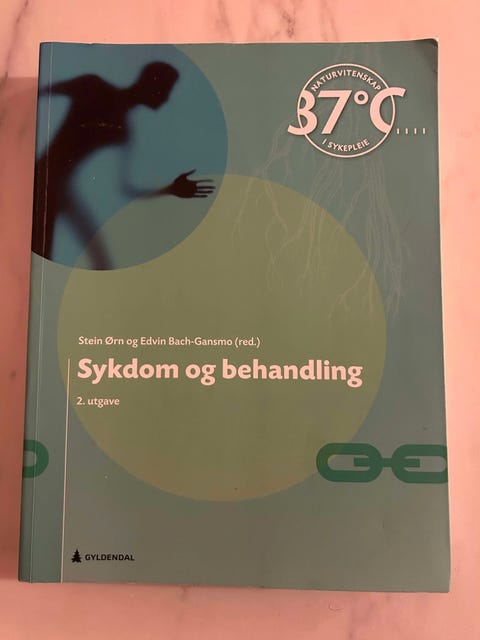 NATURVITENSKAP
37°C
I SYKEPLEIE
Stein Ørn og Edvin Bach-Gansmo (red.)
Sykdom og behandling
2. utgave
GYLDENDAL